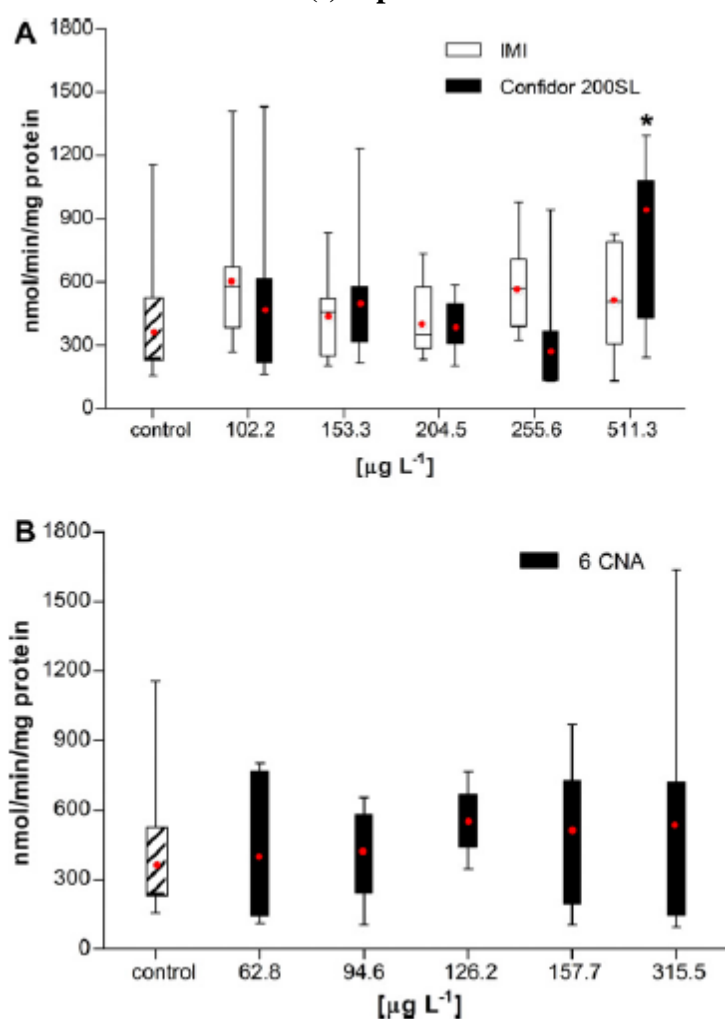 A
1800
IMI
Confidor 200SL
1500
*
1200
900
600
300
0
nmol/min/mg protein
control 102.2 153.3 204.5 255.6 511.3
[µg L⁻¹]
B
1800
6 CNA
1500
1200
900
600
300
0
nmol/min/mg protein
control 62.8 94.6 126.2 157.7 315.5
[µg L⁻¹]